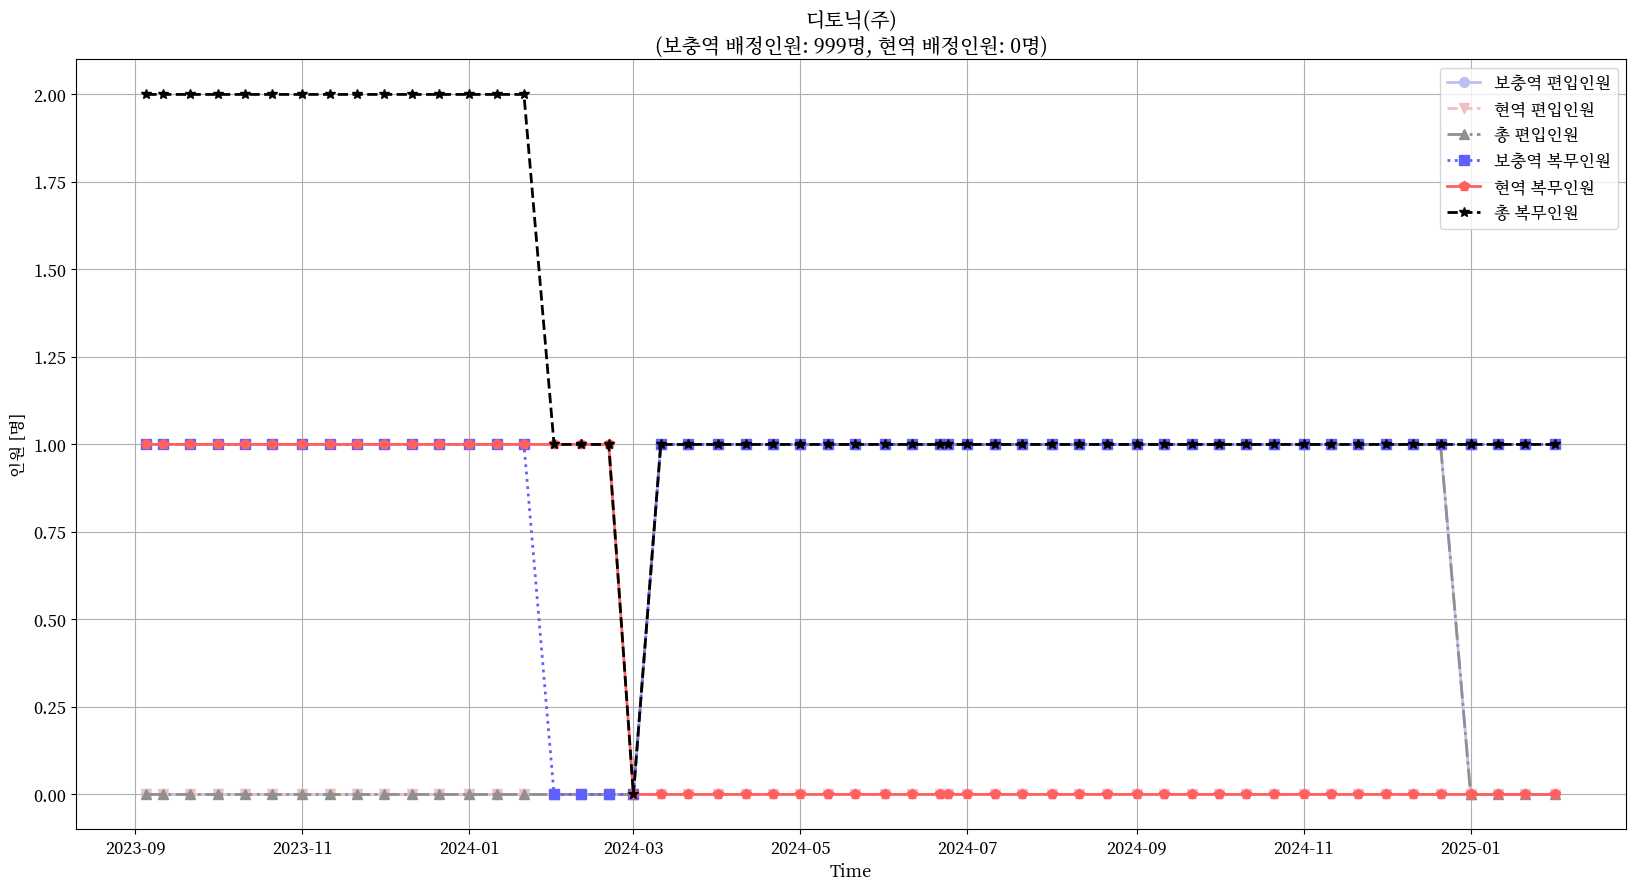 디토닉(주)
(보충역 배정인원: 999명, 현역 배정인원: 0명)
보충역 편입인원
현역 편입인원
총 편입인원
보충역 복무인원
현역 복무인원
총 복무인원
인원 [명]
2.00
1.75
1.50
1.25
1.00
0.75
0.50
0.25
0.00
2023-09
2023-11
2024-01
2024-03
2024-05
2024-07
2024-09
2024-11
2025-01
Time